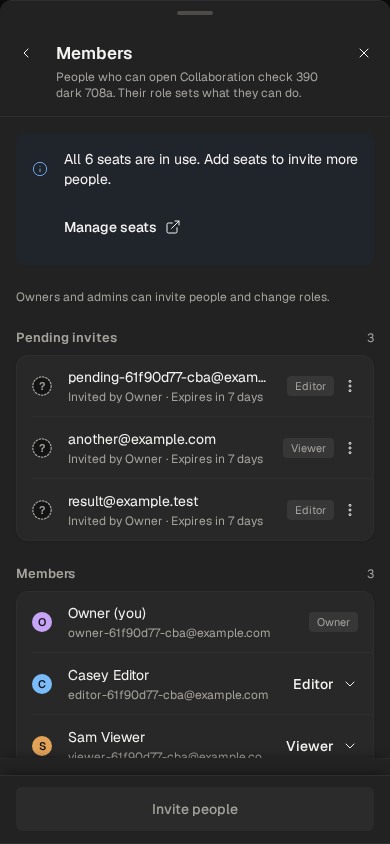 Members
People who can open Collaboration check 390
dark 708a. Their role sets what they can do.
All 6 seats are in use. Add seats to invite more
people.
Manage seats
Owners and admins can invite people and change roles.
Pending invites 3
? pending-61f90d77-cba@exam... Editor
Invited by Owner · Expires in 7 days
? another@example.com Viewer
Invited by Owner · Expires in 7 days
? result@example.test Editor
Invited by Owner · Expires in 7 days
Members 3
O Owner (you) Owner
owner-61f90d77-cba@example.com
C Casey Editor Editor
editor-61f90d77-cba@example.com
S Sam Viewer Viewer
viewer-61f90d77-cba@example.co
Invite people